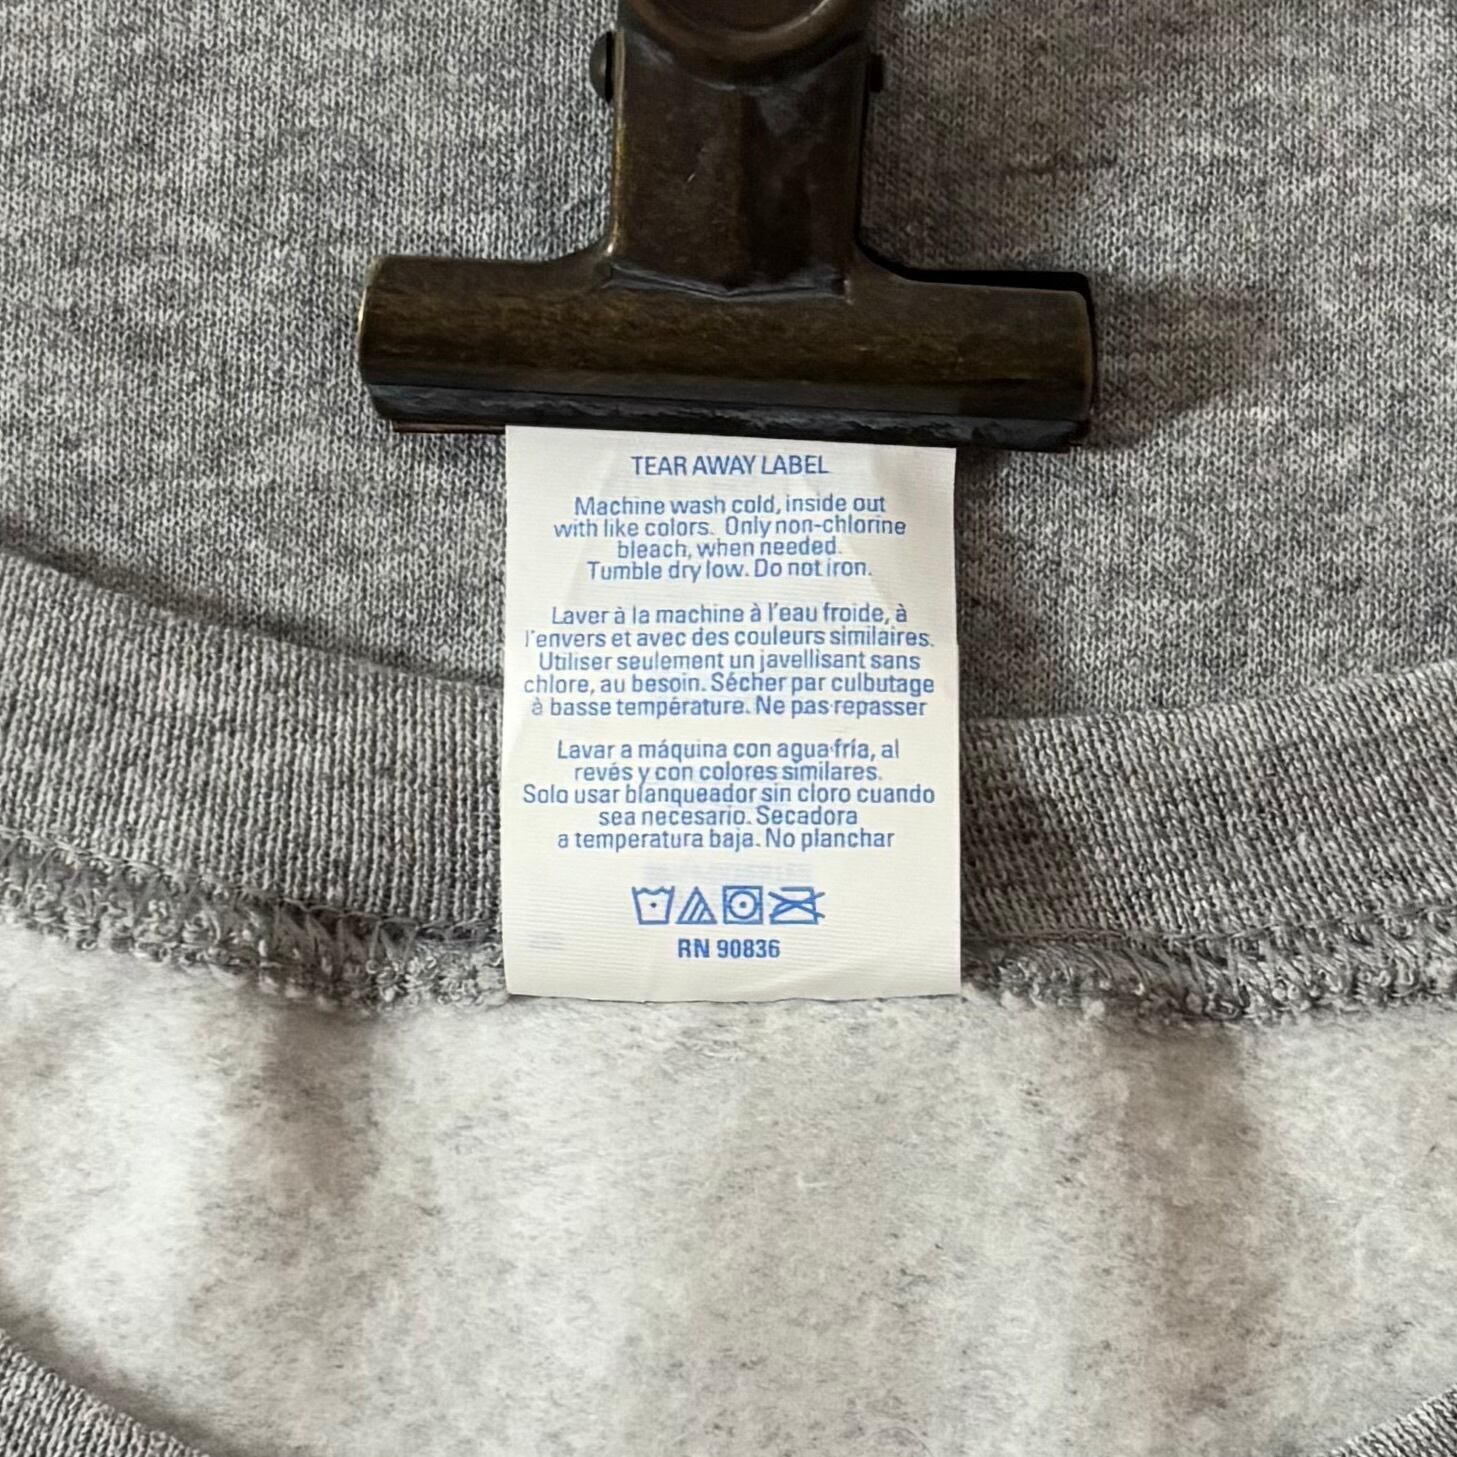 TEAR AWAY LABEL
Machine wash cold, inside out
with like colors. Only non-chlorine
bleach, when needed.
Tumble dry low. Do not iron.
Laver à la machine à l'eau froide, à
l'envers et avec des couleurs similaires.
Utiliser seulement un javellisant sans
chlore, au besoin. Sécher par culbutage
à basse température. Ne pas repasser
Lavar a máquina con agua fría, al
revés y con colores similares.
Solo usar blanqueador sin cloro cuando
sea necesario. Secadora
a temperatura baja. No planchar
RN 90836